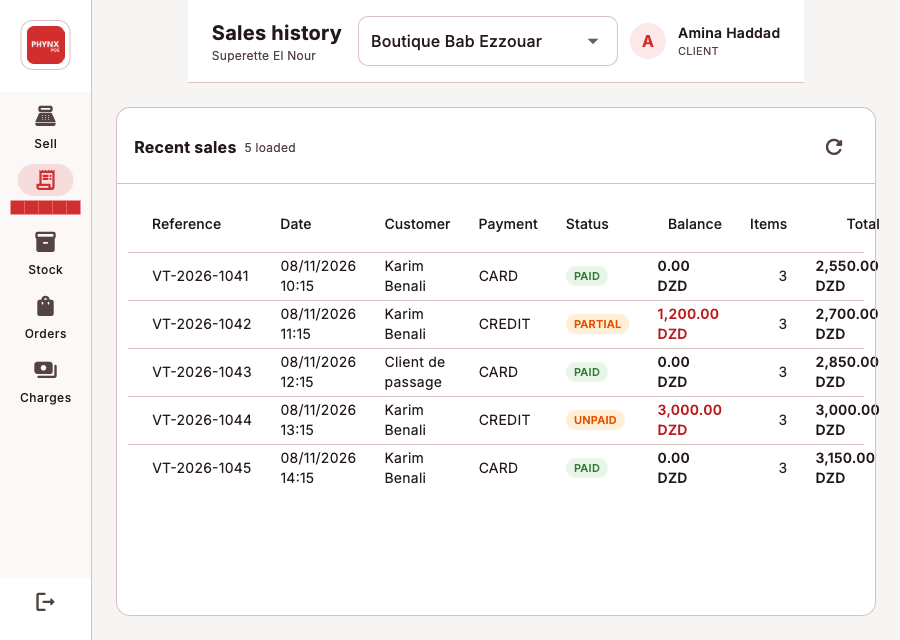 PHYNX
POS
Sales history
Superette El Nour
Boutique Bab Ezzouar
A
Amina Haddad
CLIENT
Sell
Stock
Orders
Charges
Recent sales 5 loaded
Reference Date Customer Payment Status Balance Items Total
VT-2026-1041 08/11/2026 10:15 Karim Benali CARD PAID 0.00 DZD 3 2,550.00 DZD
VT-2026-1042 08/11/2026 11:15 Karim Benali CREDIT PARTIAL 1,200.00 DZD 3 2,700.00 DZD
VT-2026-1043 08/11/2026 12:15 Client de passage CARD PAID 0.00 DZD 3 2,850.00 DZD
VT-2026-1044 08/11/2026 13:15 Karim Benali CREDIT UNPAID 3,000.00 DZD 3 3,000.00 DZD
VT-2026-1045 08/11/2026 14:15 Karim Benali CARD PAID 0.00 DZD 3 3,150.00 DZD